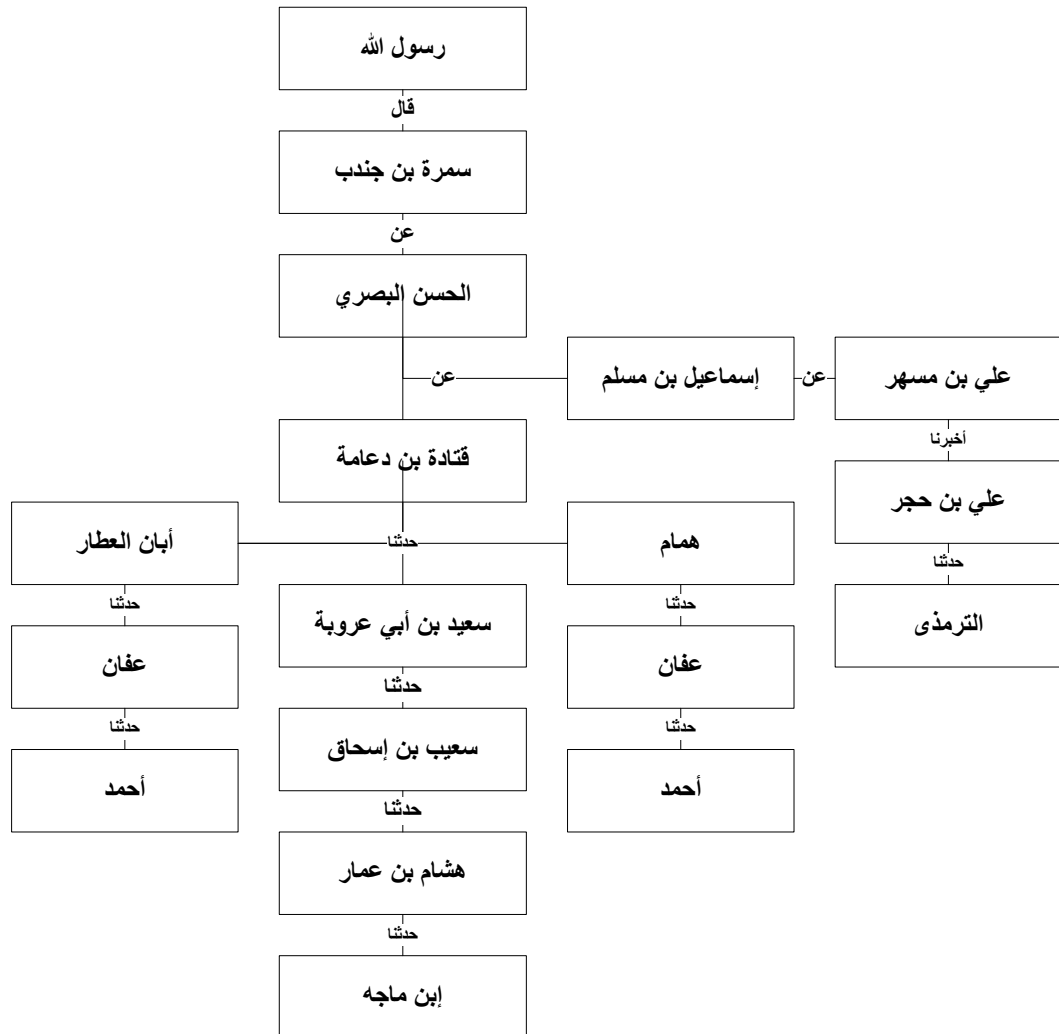 رسول الله
قال
سمرة بن جندب
عن
الحسن البصري
علي بن مسهر
عن
إسماعيل بن مسلم
عن
أخبرنا
قتادة بن دعامة
علي بن حجر
همام
حدثنا
أبان العطار
حدثنا
حدثنا
حدثنا
الترمذى
سعيد بن أبي عروبة
عفان
عفان
حدثنا
حدثنا
حدثنا
سعيب بن إسحاق
أحمد
أحمد
حدثنا
هشام بن عمار
حدثنا
إبن ماجه